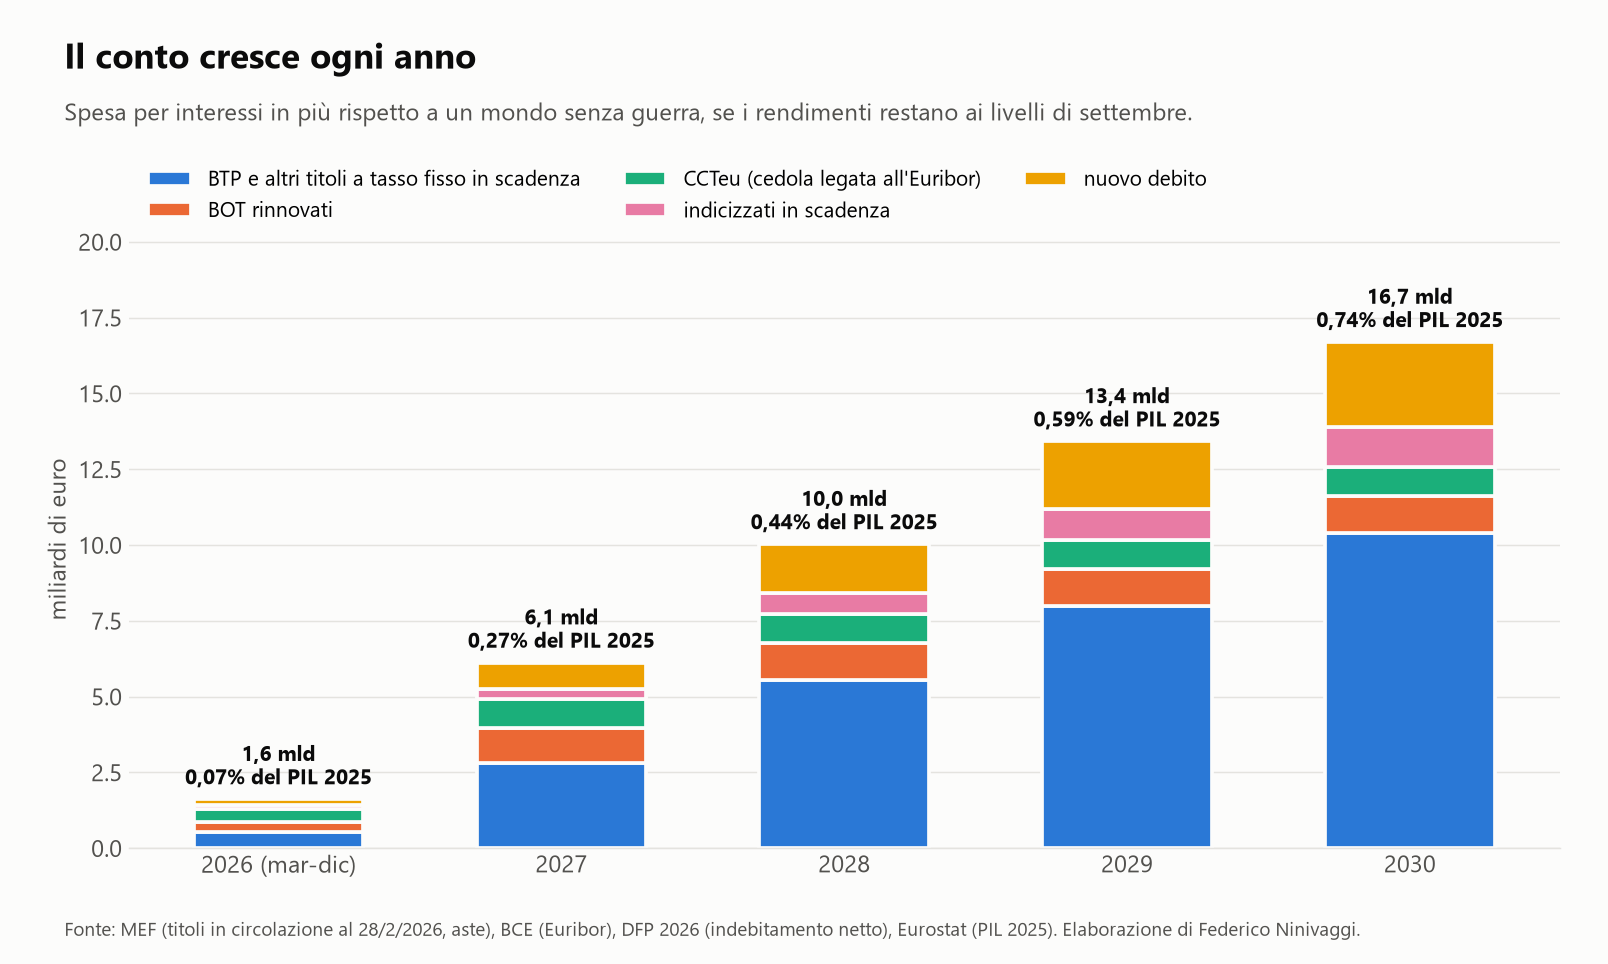 Il conto cresce ogni anno
Spesa per interessi in più rispetto a un mondo senza guerra, se i rendimenti restano ai livelli di settembre.
BTP e altri titoli a tasso fisso in scadenza
BOT rinnovati
CCTeu (cedola legata all'Euribor)
indicizzati in scadenza
nuovo debito
miliardi di euro
20.0
17.5
15.0
12.5
10.0
7.5
5.0
2.5
0.0
1,6 mld
0,07% del PIL 2025
6,1 mld
0,27% del PIL 2025
10,0 mld
0,44% del PIL 2025
13,4 mld
0,59% del PIL 2025
16,7 mld
0,74% del PIL 2025
2026 (mar-dic)
2027
2028
2029
2030
Fonte: MEF (titoli in circolazione al 28/2/2026, aste), BCE (Euribor), DFP 2026 (indebitamento netto), Eurostat (PIL 2025). Elaborazione di Federico Ninivaggi.